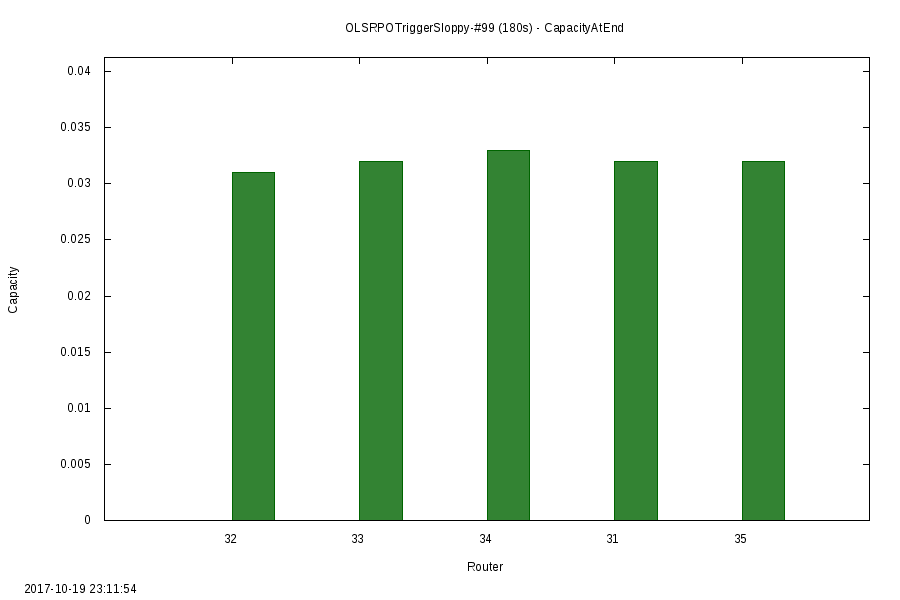 OLSRPOTriggerSloppy-#99 (180s) - CapacityAtEnd
0.04
0.035
0.03
0.025
0.02
0.015
0.01
0.005
0
Capacity
32 33 34 31 35
Router
2017-10-19 23:11:54